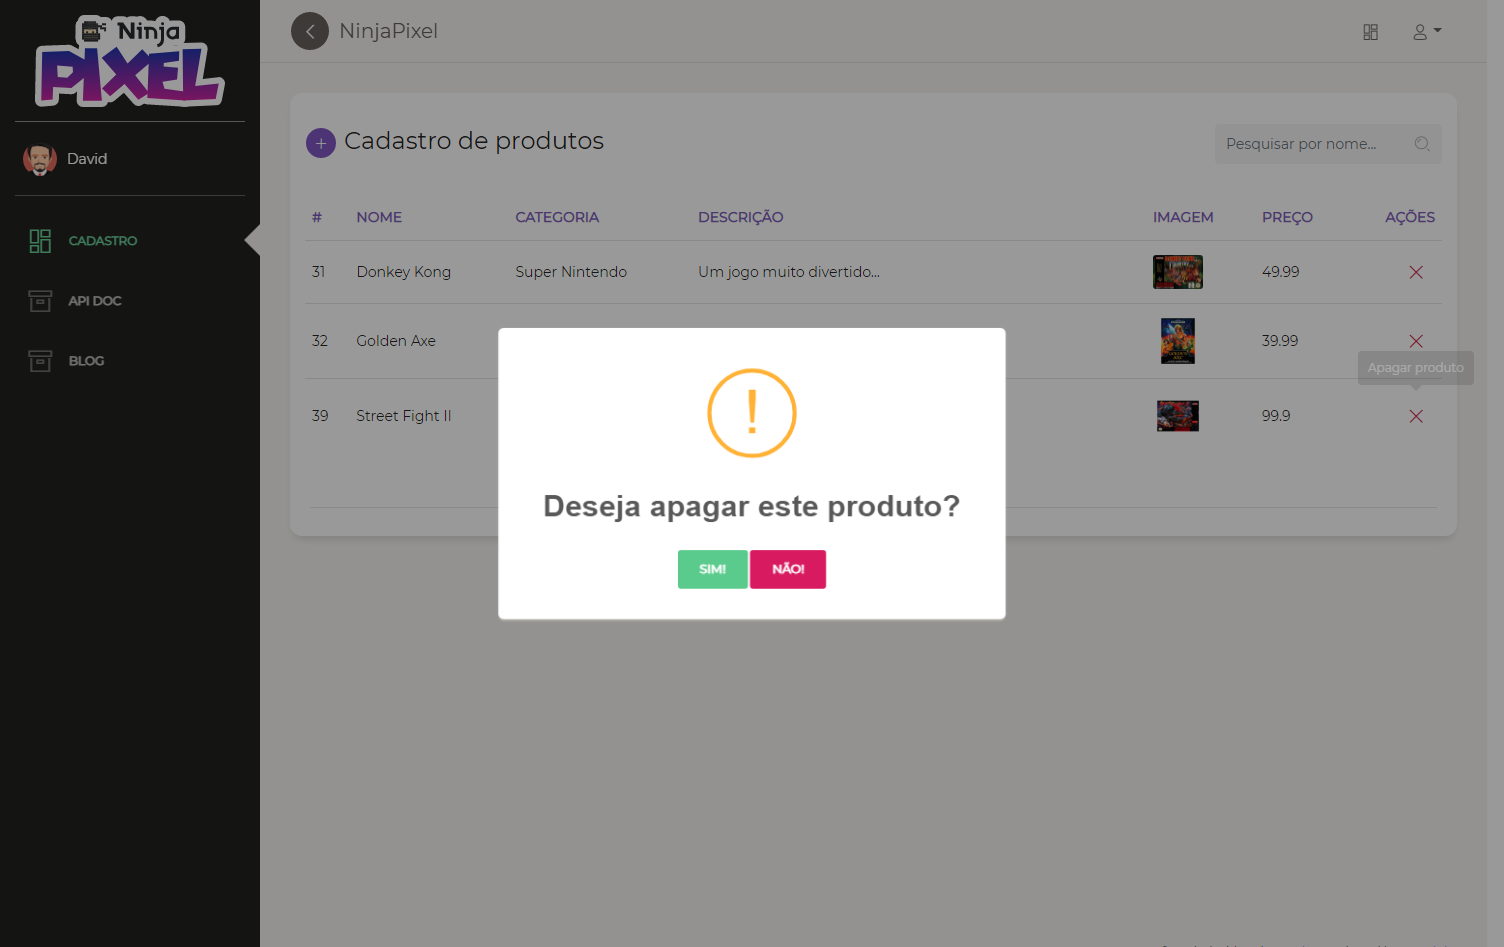 Ninja
PIXEL
NinjaPixel
David
CADASTRO
API DOC
BLOG
Cadastro de produtos
Pesquisar por nome...
# NOME CATEGORIA DESCRIÇÃO IMAGEM PREÇO AÇÕES
31 Donkey Kong Super Nintendo Um jogo muito divertido... 49.99
32 Golden Axe 39.99
Apagar produto
39 Street Fight II 99.9
Deseja apagar este produto?
SIM! NÃO!